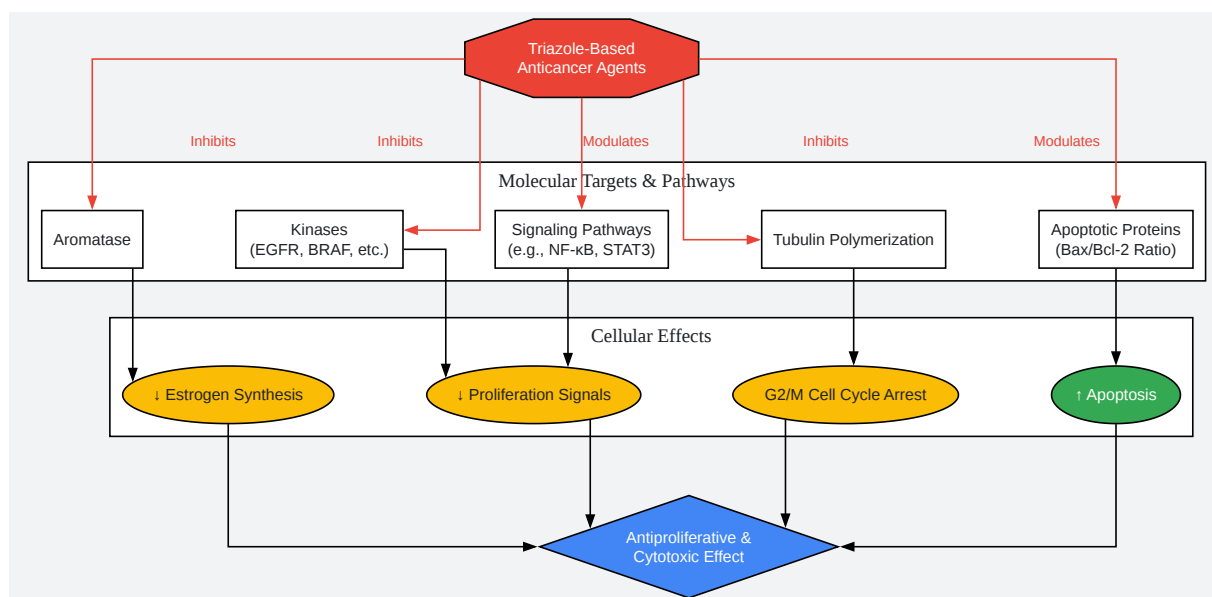 Triazole-Based
Anticancer Agents
Inhibits
Inhibits
Modulates
Inhibits
Modulates
Molecular Targets & Pathways
Aromatase
Kinases
(EGFR, BRAF, etc.)
Signaling Pathways
(e.g., NF-κB, STAT3)
Tubulin Polymerization
Apoptotic Proteins
(Bax/Bcl-2 Ratio)
Cellular Effects
↓ Estrogen Synthesis
↓ Proliferation Signals
G2/M Cell Cycle Arrest
↑ Apoptosis
Antiproliferative &
Cytotoxic Effect